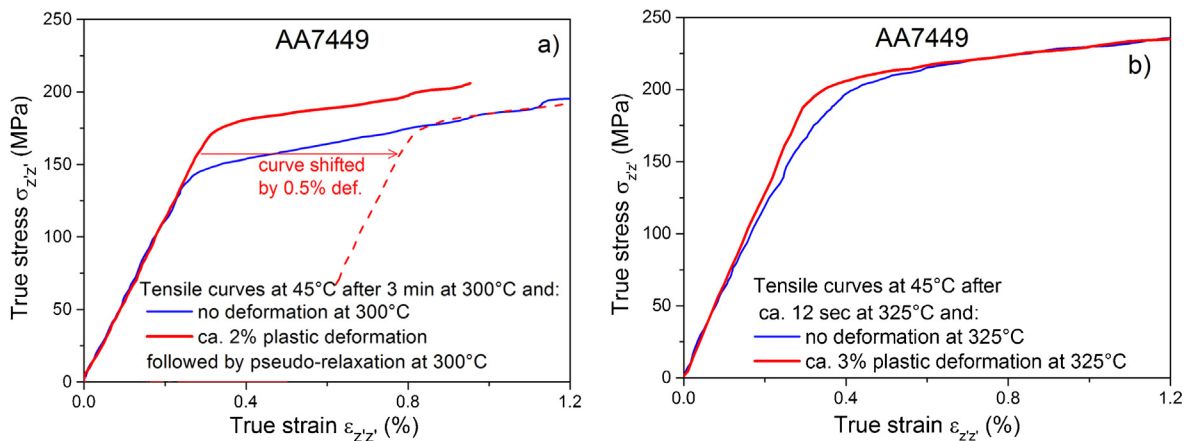 AA7449
a)
250
200
150
100
50
0
True stress σz'z' (MPa)
curve shifted
by 0.5% def.
Tensile curves at 45°C after 3 min at 300°C and:
no deformation at 300°C
ca. 2% plastic deformation
followed by pseudo-relaxation at 300°C
0.0 0.4 0.8 1.2
True strain εz'z' (%)
AA7449
b)
250
200
150
100
50
0
True stress σz'z' (MPa)
Tensile curves at 45°C after
ca. 12 sec at 325°C and:
no deformation at 325°C
ca. 3% plastic deformation at 325°C
0.0 0.4 0.8 1.2
True strain εz'z' (%)